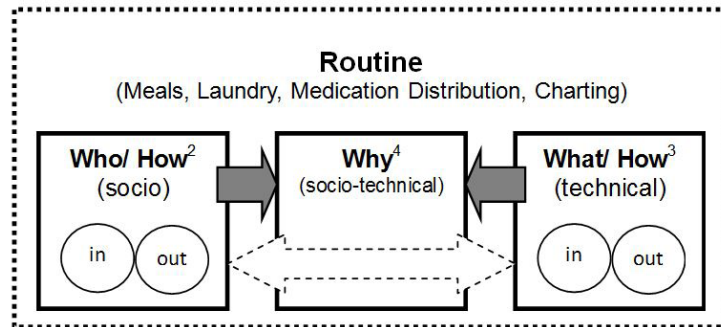 Routine
(Meals, Laundry, Medication Distribution, Charting)
Who/ How²
(socio)
in
out
Why⁴
(socio-technical)
What/ How³
(technical)
in
out